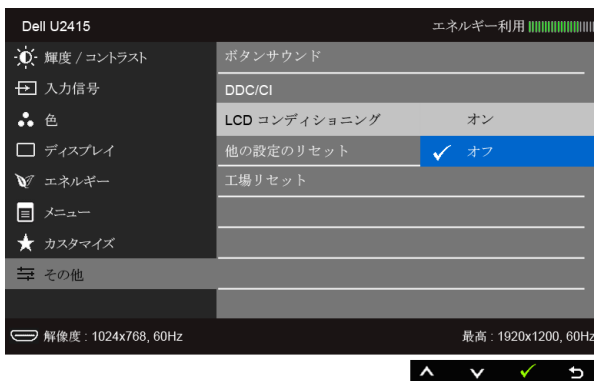 Dell U2415 エネルギー利用
輝度 / コントラスト ボタンサウンド
入力信号 DDC/CI
色 LCD コンディショニング オン
ディスプレイ 他の設定のリセット オフ
エネルギー 工場リセット
メニュー
カスタマイズ
その他
解像度 : 1024x768, 60Hz 最高 : 1920x1200, 60Hz